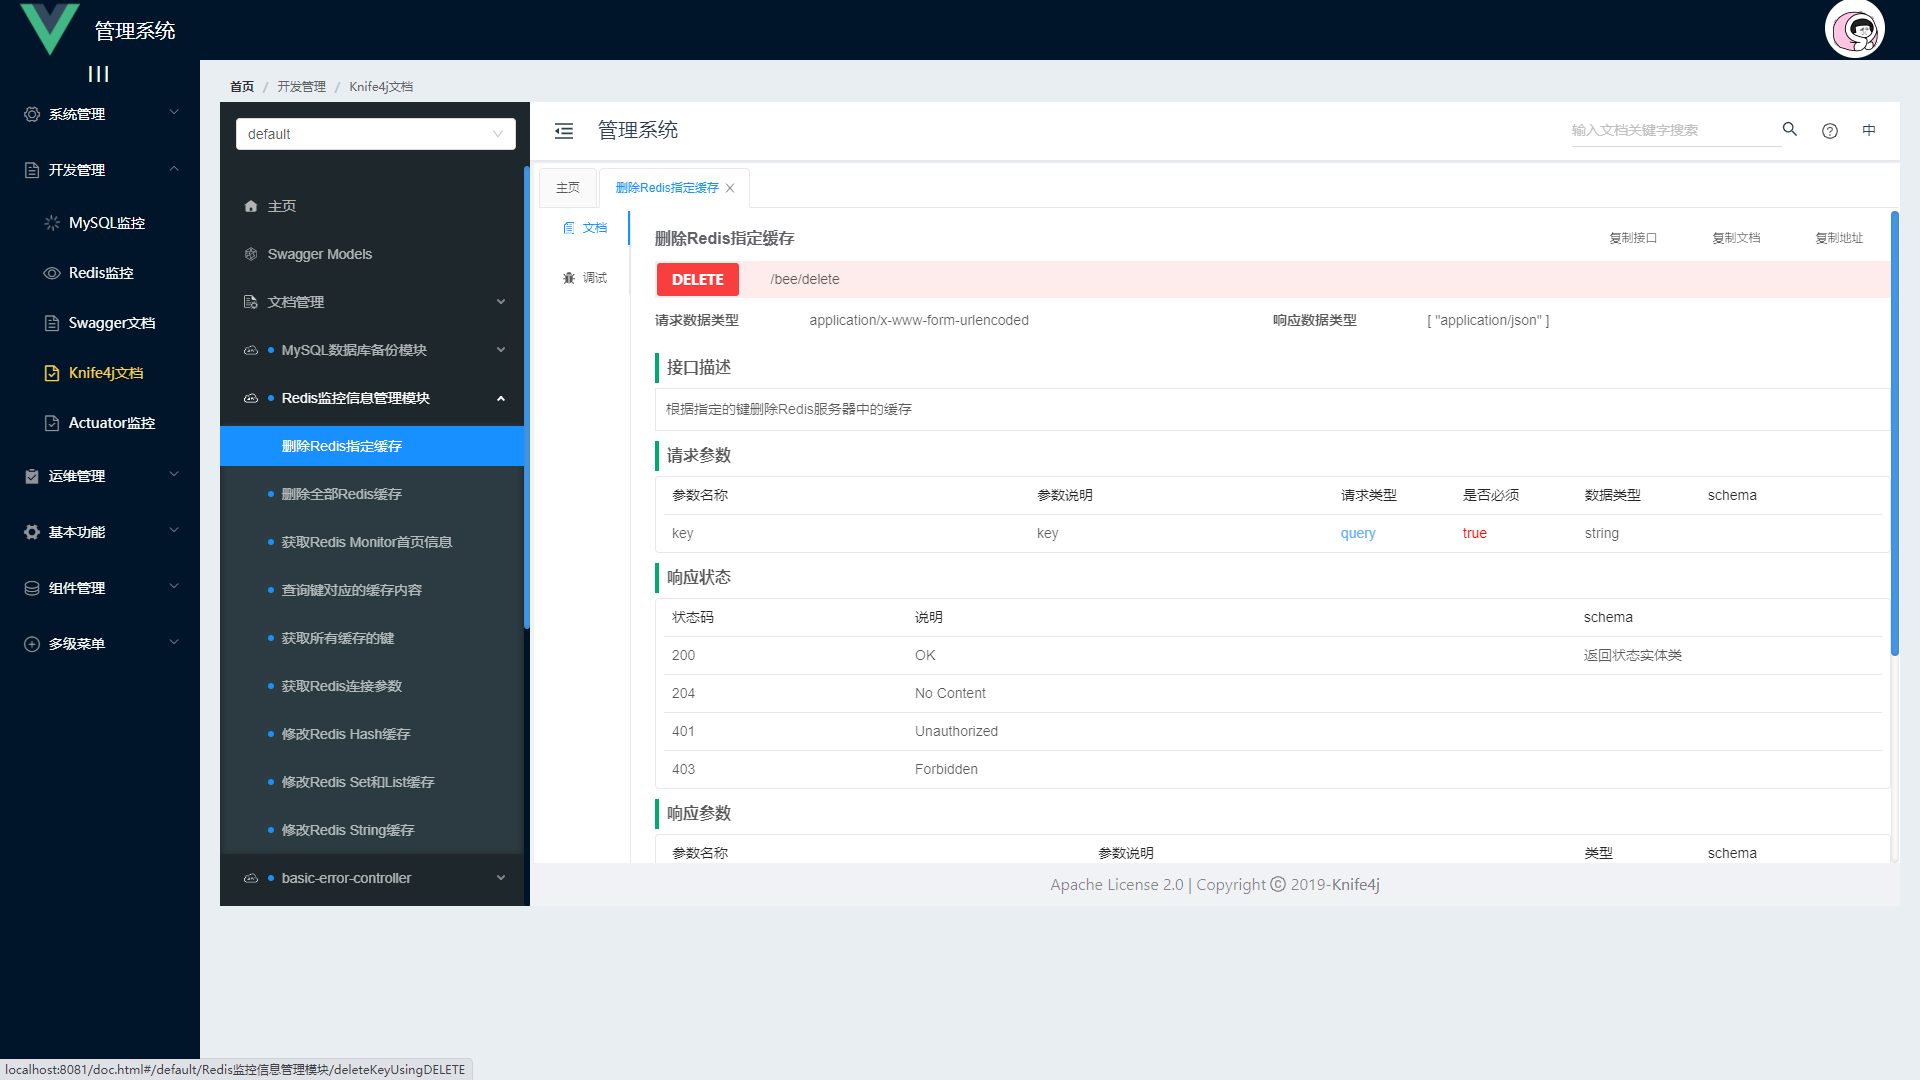 管理系统
首页 / 开发管理 / Knife4j文档
系统管理
开发管理
MySQL监控
Redis监控
Swagger文档
Knife4j文档
Actuator监控
运维管理
基本功能
组件管理
多级菜单
default
主页
Swagger Models
文档管理
MySQL数据库备份模块
Redis监控信息管理模块
删除Redis指定缓存
删除全部Redis缓存
获取Redis Monitor首页信息
查询键对应的缓存内容
获取所有缓存的键
获取Redis连接参数
修改Redis Hash缓存
修改Redis Set和List缓存
修改Redis String缓存
basic-error-controller
管理系统
输入文档关键字搜索 中
主页 删除Redis指定缓存
文档
调试
删除Redis指定缓存 复制接口 复制文档 复制地址
DELETE /bee/delete
请求数据类型 application/x-www-form-urlencoded 响应数据类型 [ "application/json" ]
接口描述
根据指定的键删除Redis服务器中的缓存
请求参数
参数名称 参数说明 请求类型 是否必须 数据类型 schema
key key query true string
响应状态
状态码 说明 schema
200 OK 返回状态实体类
204 No Content
401 Unauthorized
403 Forbidden
响应参数
参数名称 参数说明 类型 schema
Apache License 2.0 | Copyright © 2019-Knife4j
localhost:8081/doc.html#/default/Redis监控信息管理模块/deleteKeyUsingDELETE